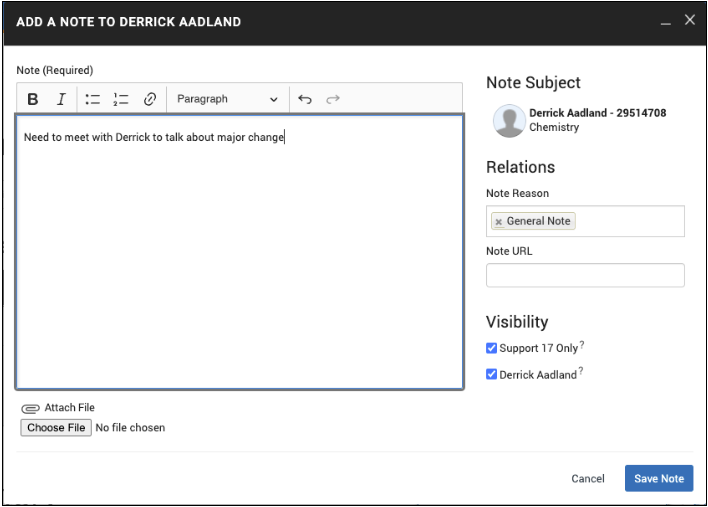 ADD A NOTE TO DERRICK AADLAND
Note (Required)
B I Paragraph
Need to meet with Derrick to talk about major change
Attach File
Choose File No file chosen
Note Subject
Derrick Aadland - 29514708
Chemistry
Relations
Note Reason
× General Note
Note URL
Visibility
Support 17 Only ?
Derrick Aadland ?
Cancel Save Note